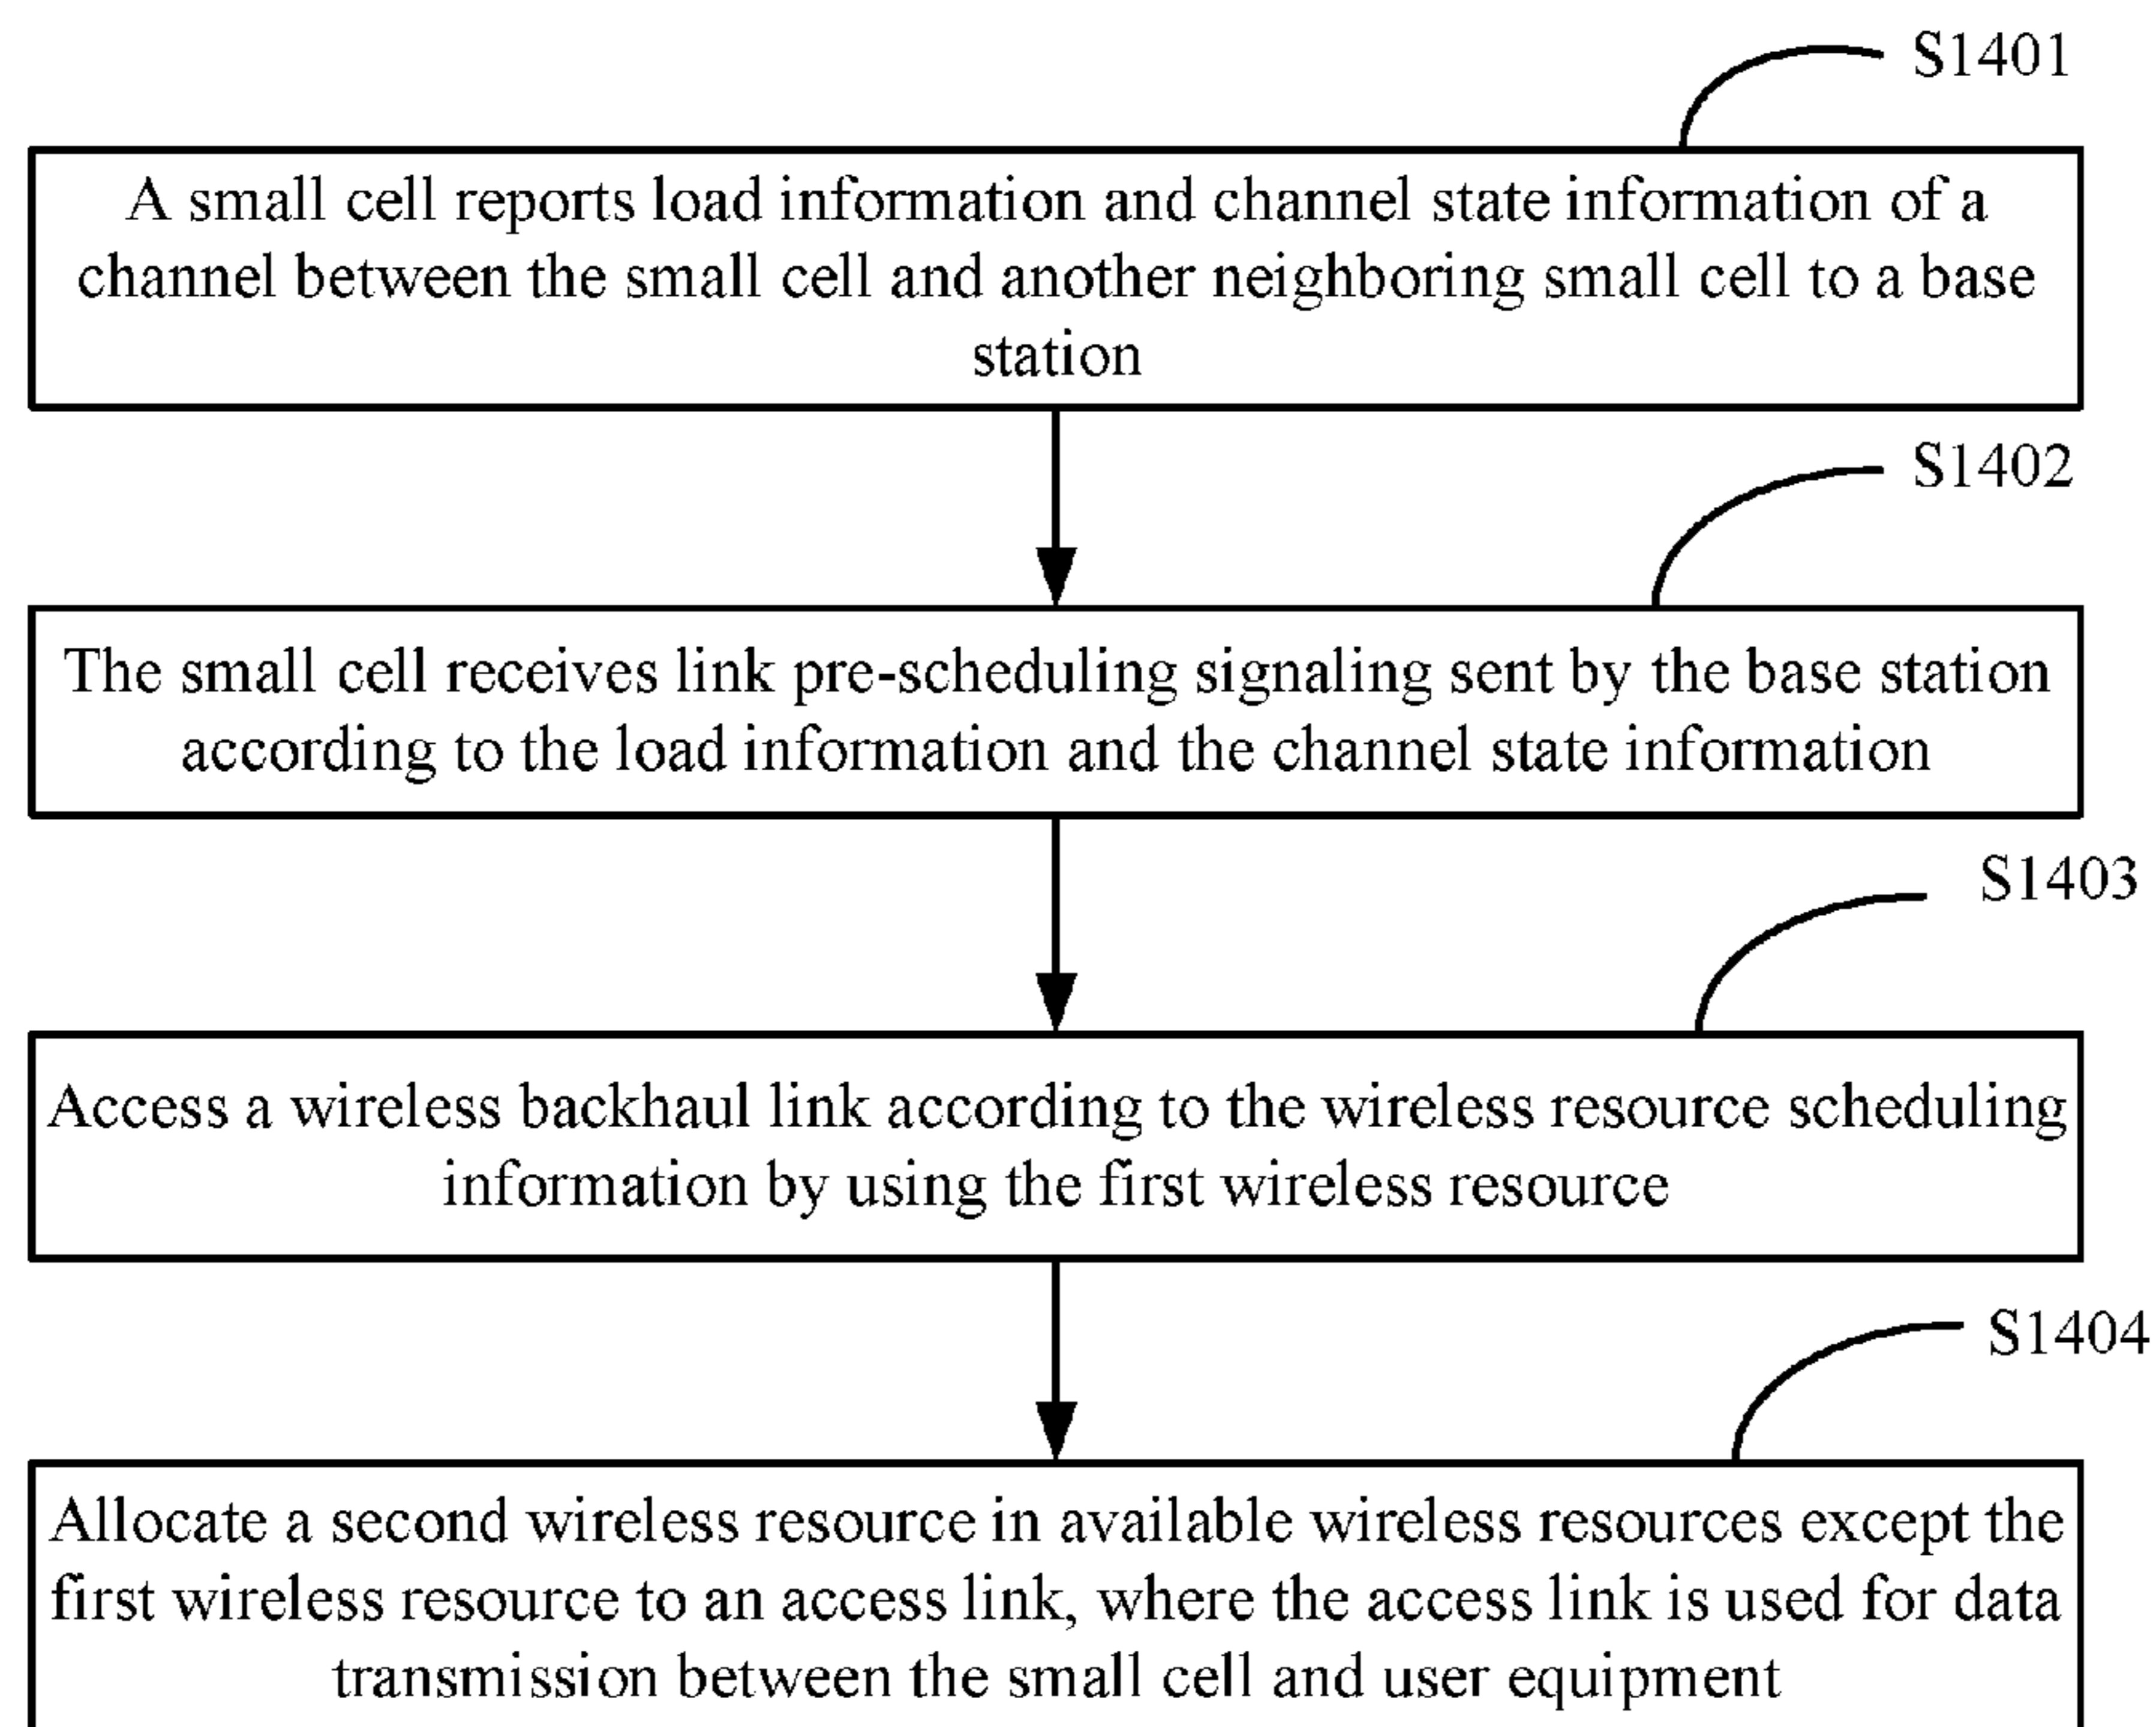 S1401
A small cell reports load information and channel state information of a
channel between the small cell and another neighboring small cell to a base
station
S1402
The small cell receives link pre-scheduling signaling sent by the base station
according to the load information and the channel state information
S1403
Access a wireless backhaul link according to the wireless resource scheduling
information by using the first wireless resource
S1404
Allocate a second wireless resource in available wireless resources except the
first wireless resource to an access link, where the access link is used for data
transmission between the small cell and user equipment